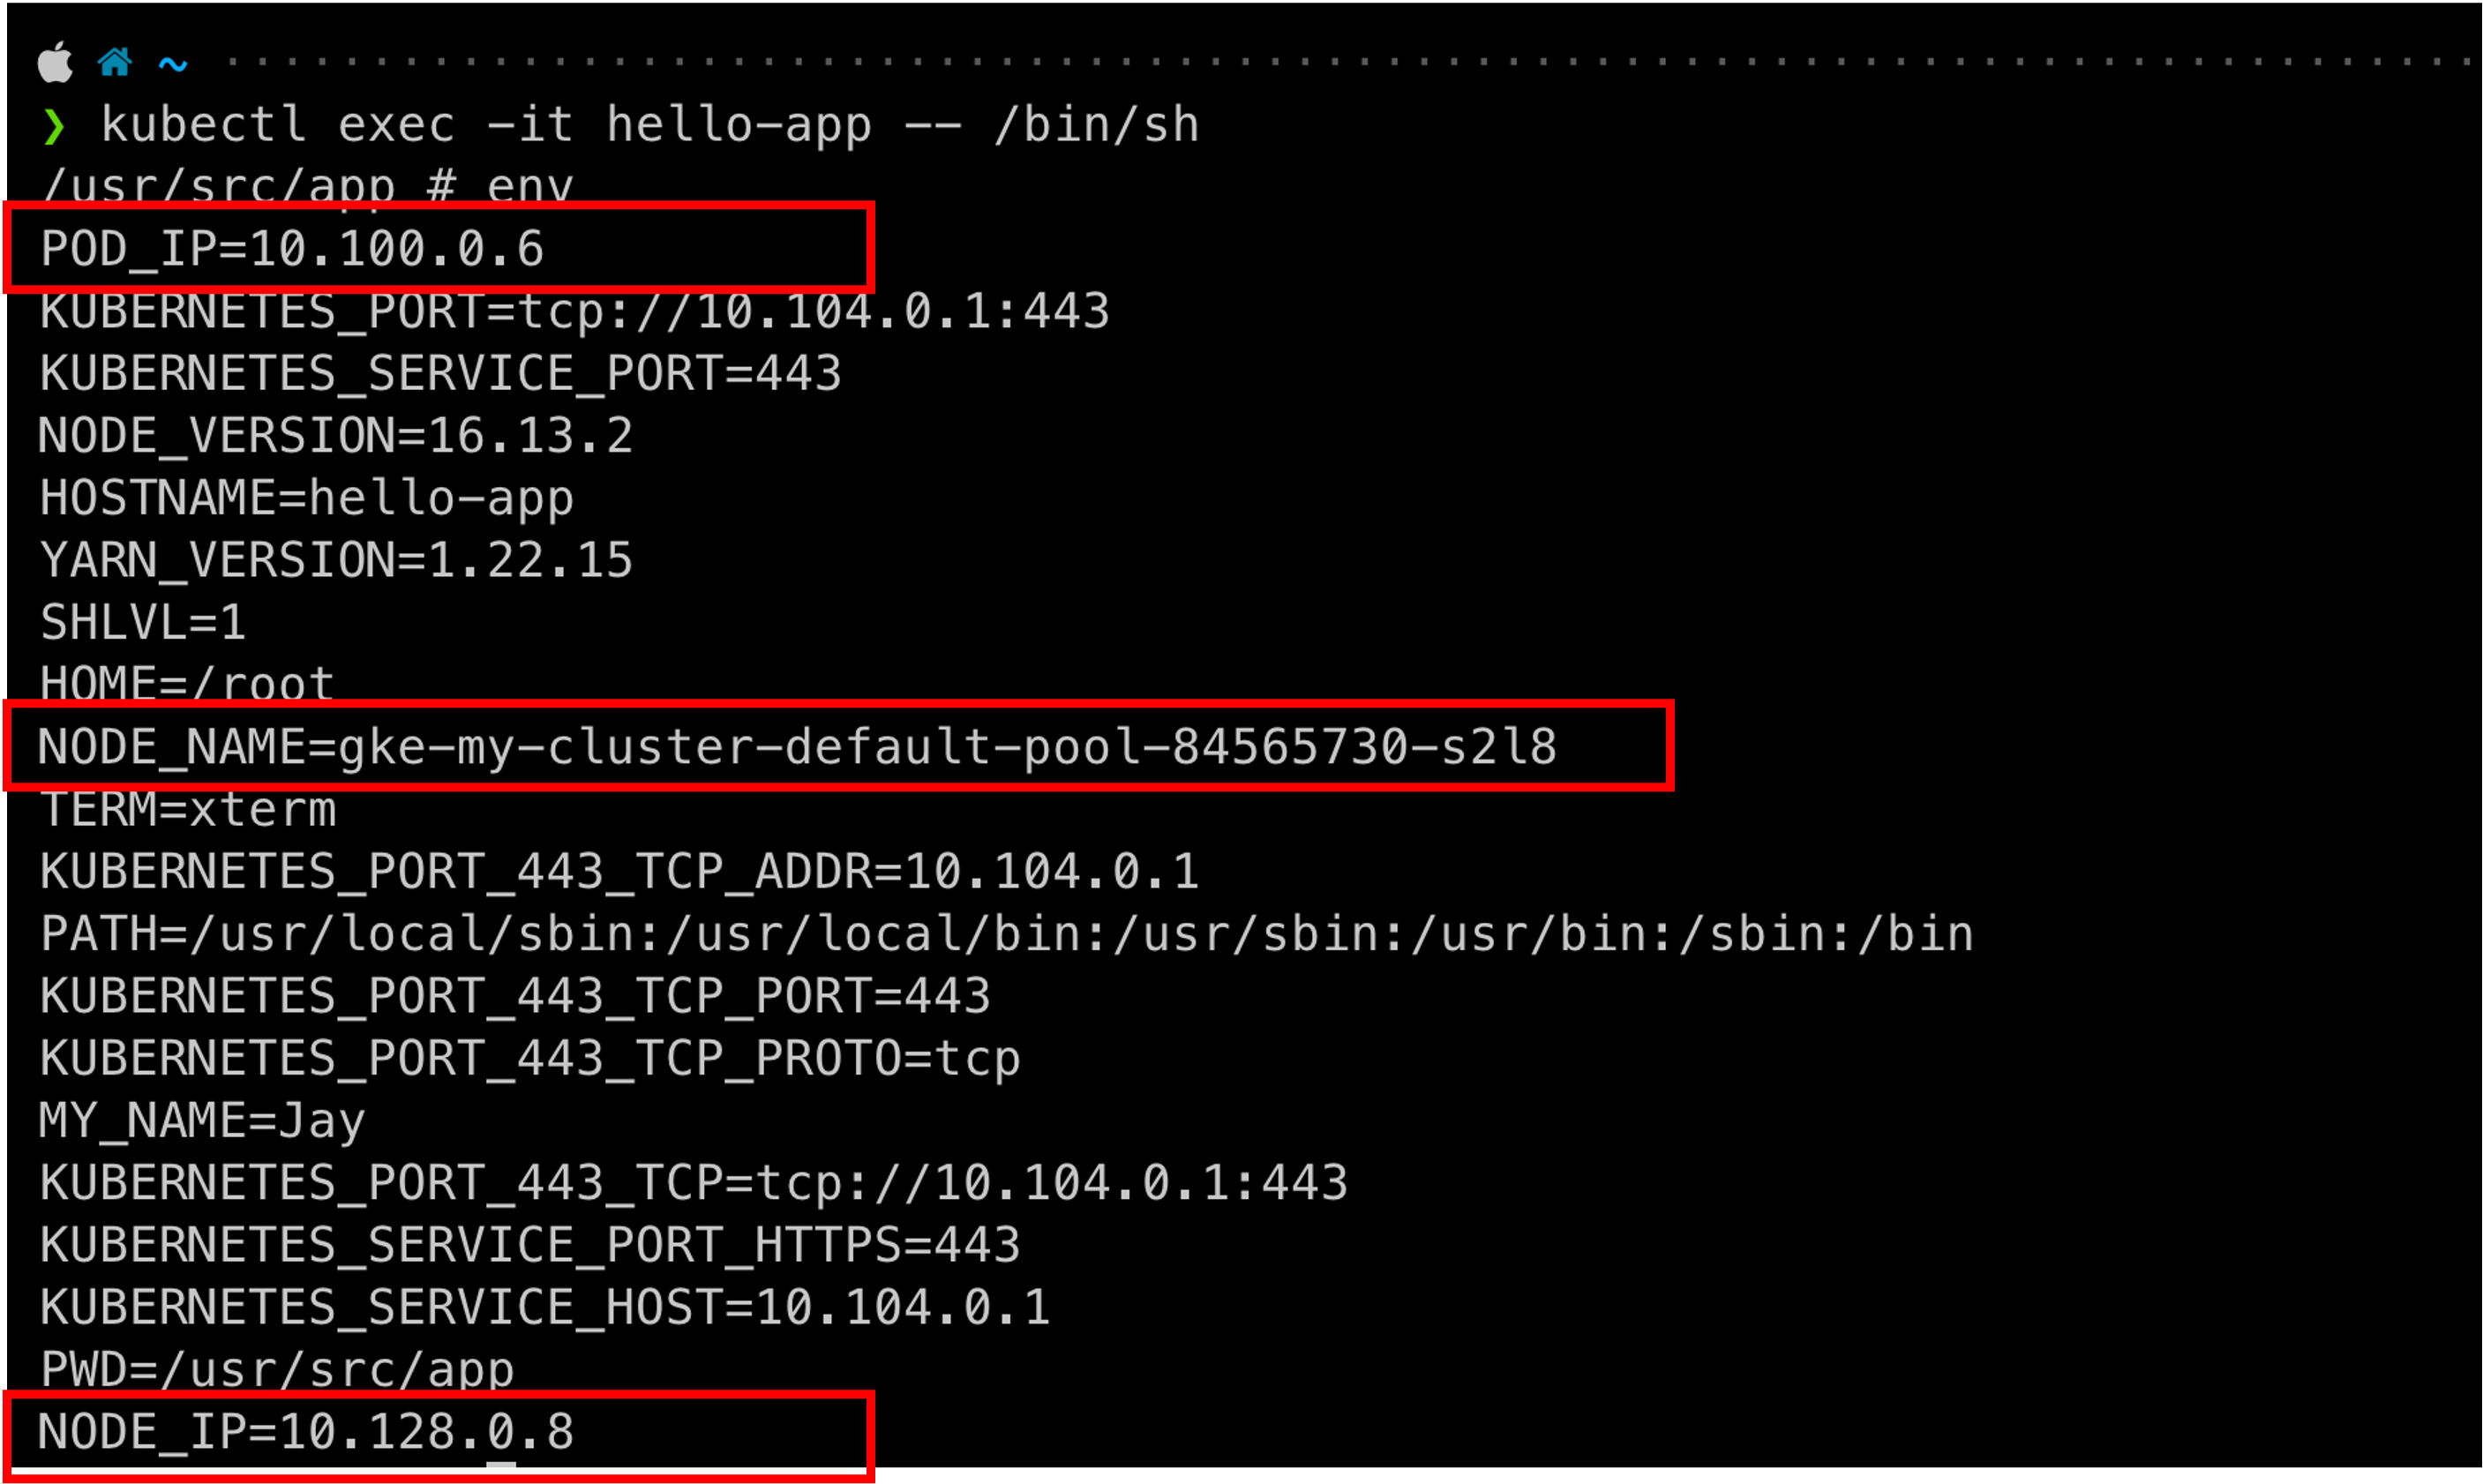 ~
❯ kubectl exec -it hello-app -- /bin/sh
/usr/src/app # env
POD_IP=10.100.0.6
KUBERNETES_PORT=tcp://10.104.0.1:443
KUBERNETES_SERVICE_PORT=443
NODE_VERSION=16.13.2
HOSTNAME=hello-app
YARN_VERSION=1.22.15
SHLVL=1
HOME=/root
NODE_NAME=gke-my-cluster-default-pool-84565730-s2l8
TERM=xterm
KUBERNETES_PORT_443_TCP_ADDR=10.104.0.1
PATH=/usr/local/sbin:/usr/local/bin:/usr/sbin:/usr/bin:/sbin:/bin
KUBERNETES_PORT_443_TCP_PORT=443
KUBERNETES_PORT_443_TCP_PROTO=tcp
MY_NAME=Jay
KUBERNETES_PORT_443_TCP=tcp://10.104.0.1:443
KUBERNETES_SERVICE_PORT_HTTPS=443
KUBERNETES_SERVICE_HOST=10.104.0.1
PWD=/usr/src/app
NODE_IP=10.128.0.8